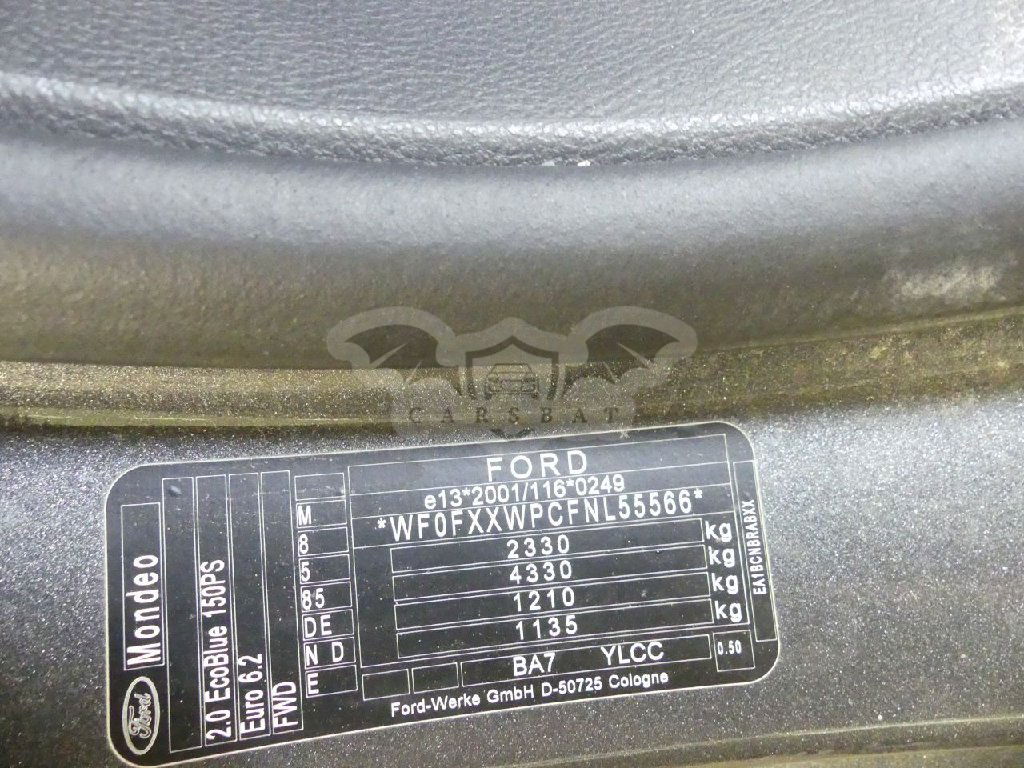 CARSBAT
FORD
e13*2001/116*0249
*WF0FXXWPCFNL55566*
2330 kg
4330 kg
1210 kg
1135 kg
BA7 YLCC 0.50
Ford-Werke GmbH D-50725 Cologne
M
8
5
85
DE
N D
E
Ford
Mondeo
2.0 EcoBlue 150PS
Euro 6.2
FWD
EA1BCNBRABXX